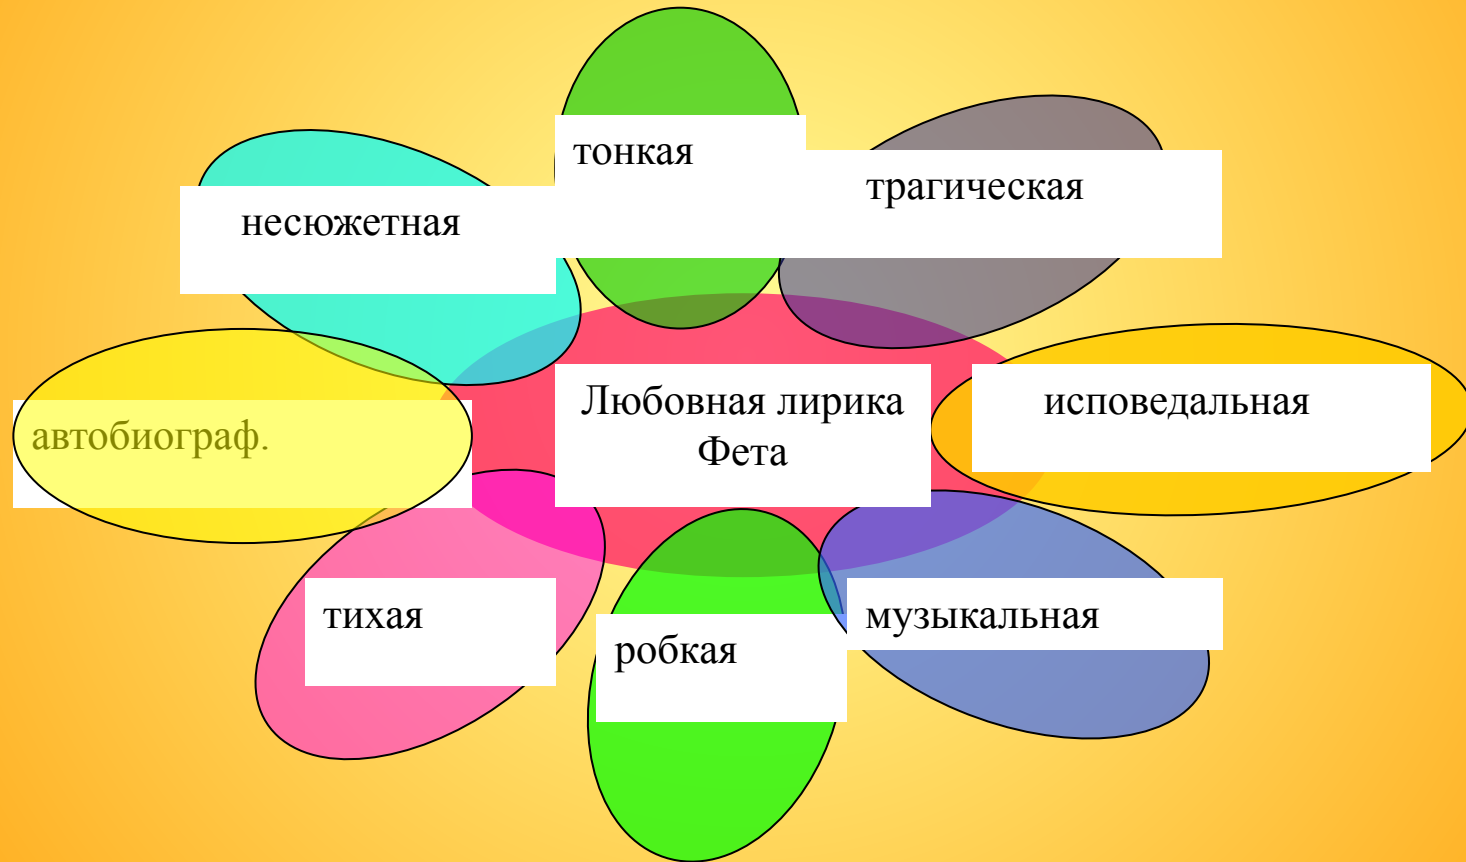 тонкая
трагическая
несюжетная
Любовная лирика
Фета
исповедальная
автобиограф.
тихая
робкая
музыкальная